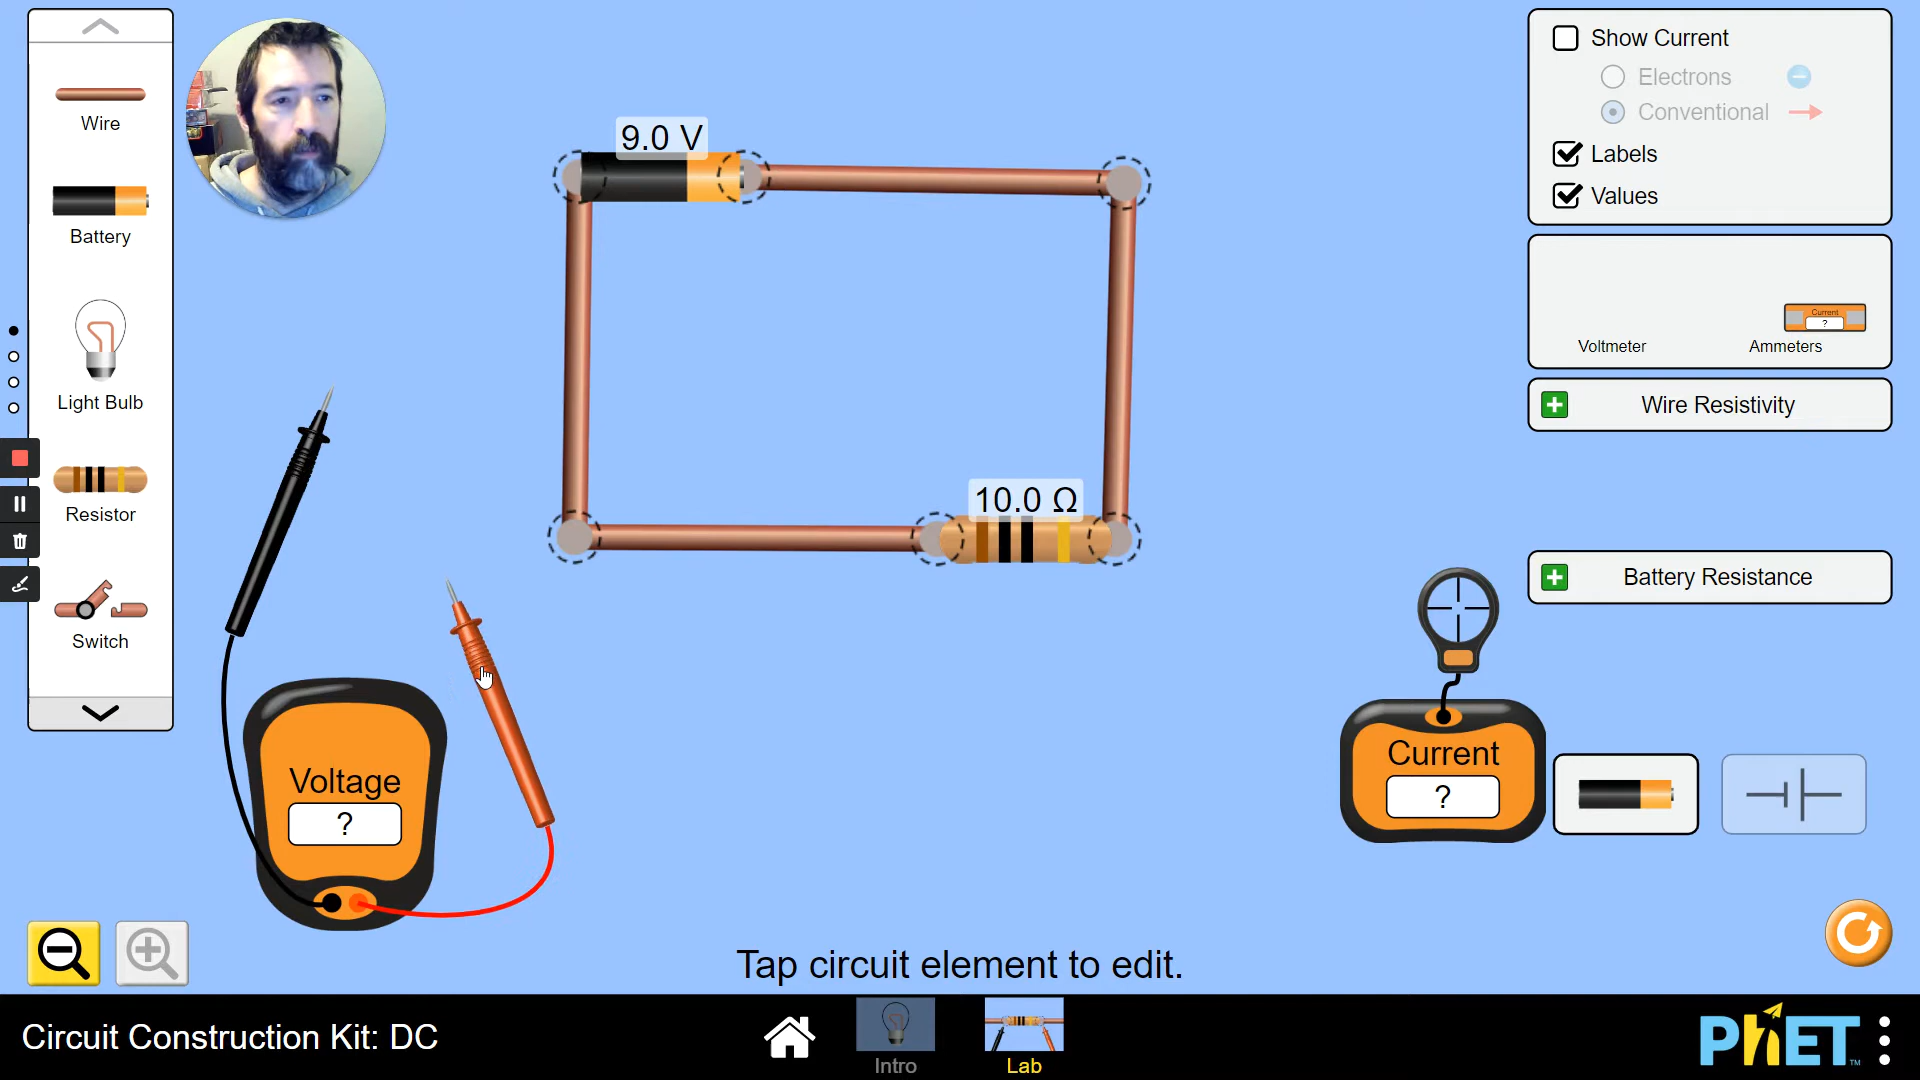 Wire
Battery
Light Bulb
Resistor
Switch
9.0 V
10.0 Ω
Voltage
?
Current
?
Show Current
Electrons
Conventional
Labels
Values
Current
?
Voltmeter
Ammeters
Wire Resistivity
Battery Resistance
Tap circuit element to edit.
Circuit Construction Kit: DC
Intro
Lab
PhET
TM